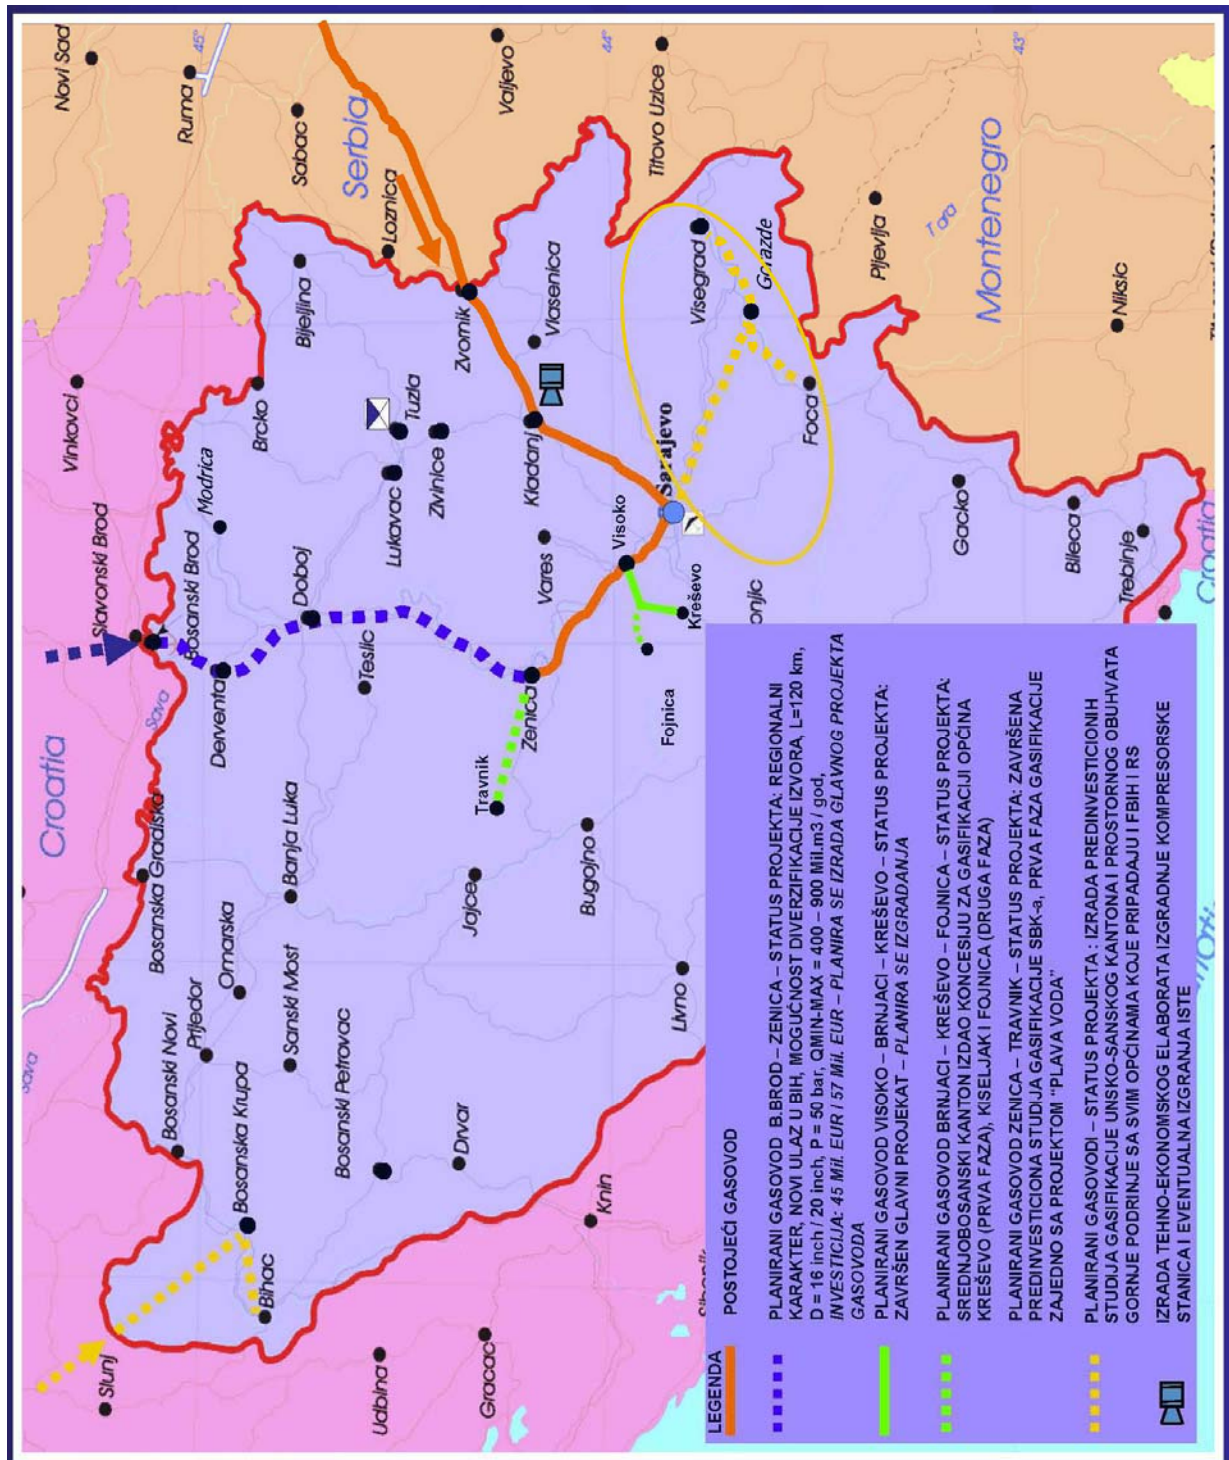 Novi Sad
Ruma
45°
Sabac
Serbia
Valjevo
44°
Titovo Uzice
43°
Loznica
Vinkovci
Bijeljina
Brcko
Zvornik
Vlasenica
Visegrad
Gorazde
Pljevlja
Tara
Montenegro
Niksic
Tuzla
Lukavac
Zivinice
Kladanj
Sarajevo
Foca
Gacko
Bileca
Trebinje
Croatia
Slavonski Brod
Bosanski Brod
Modrica
Doboj
Derventa
Teslic
Vares
Visoko
Kreševo
Fojnica
Zenica
Travnik
Sava
Croatia
Bosanska Gradiska
Banja Luka
Jajce
Bugojno
Livno
Omarska
Prijedor
Sanski Most
Bosanski Novi
Sava
Bosanska Krupa
Bosanski Petrovac
Drvar
Knin
Bihac
Slunj
Udbina
Gracac
LEGENDA
POSTOJEĆI GASOVOD
PLANIRANI GASOVOD B.BROD – ZENICA – STATUS PROJEKTA: REGIONALNI
KARAKTER, NOVI ULAZ U BIH, MOGUĆNOST DIVERZIFIKACIJE IZVORA, L=120 km,
D = 16 inch / 20 inch, P = 50 bar, QMIN-MAX = 400 – 900 Mil.m3 / god,
INVESTICIJA: 45 Mil. EUR / 57 Mil. EUR – PLANIRA SE IZRADA GLAVNOG PROJEKTA
GASOVODA
PLANIRANI GASOVOD VISOKO – BRNJACI – KREŠEVO – STATUS PROJEKTA:
ZAVRŠEN GLAVNI PROJEKAT – PLANIRA SE IZGRADANJA
PLANIRANI GASOVOD BRNJACI – KREŠEVO – FOJNICA – STATUS PROJEKTA:
SREDNJOBOSANSKI KANTON IZDAO KONCESIJU ZA GASIFIKACIJI OPĆINA
KREŠEVO (PRVA FAZA), KISELJAK I FOJNICA (DRUGA FAZA)
PLANIRANI GASOVOD ZENICA – TRAVNIK – STATUS PROJEKTA: ZAVRŠENA
PREDINVESTICIONA STUDIJA GASIFIKACIJE SBK-a, PRVA FAZA GASIFIKACIJE
ZAJEDNO SA PROJEKTOM "PLAVA VODA"
PLANIRANI GASOVODI – STATUS PROJEKTA : IZRADA PREDINVESTICIONIH
STUDIJA GASIFIKACIJE UNSKO-SANSKOG KANTONA I PROSTORNOG OBUHVATA
GORNJE PODRINJE SA SVIM OPĆINAMA KOJE PRIPADAJU I FBIH I RS
IZRADA TEHNO-EKONOMSKOG ELABORATA IZGRADNJE KOMPRESORSKE
STANICA I EVENTUALNA IZGRANJA ISTE